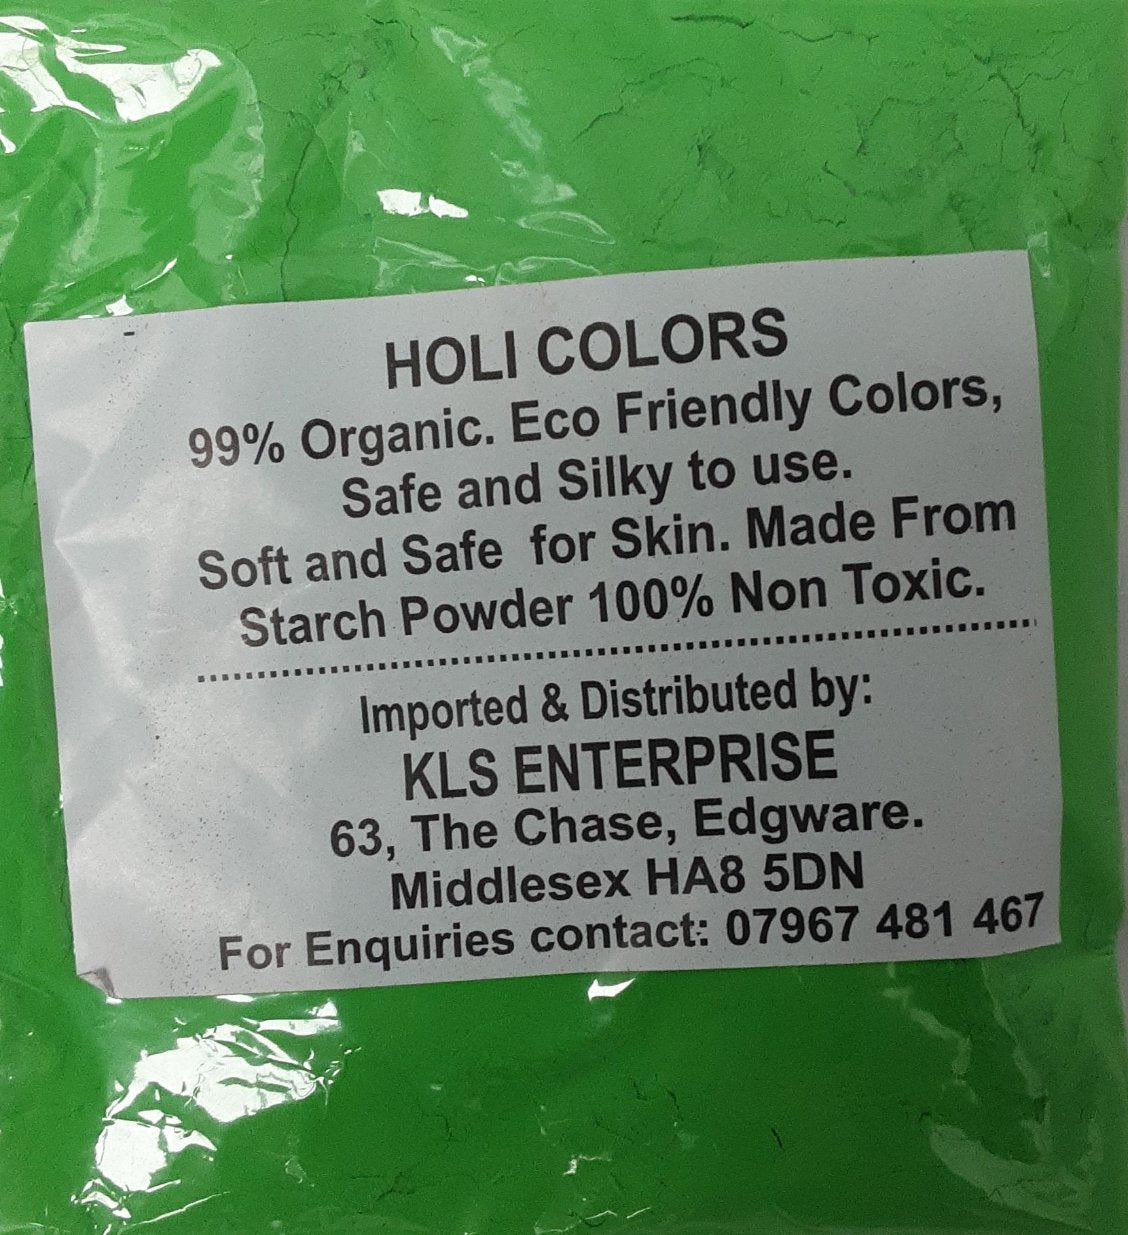 HOLI COLORS
99% Organic. Eco Friendly Colors,
Safe and Silky to use.
Soft and Safe for Skin. Made From
Starch Powder 100% Non Toxic.
Imported & Distributed by:
KLS ENTERPRISE
63, The Chase, Edgware.
Middlesex HA8 5DN
For Enquiries contact: 07967 481 467